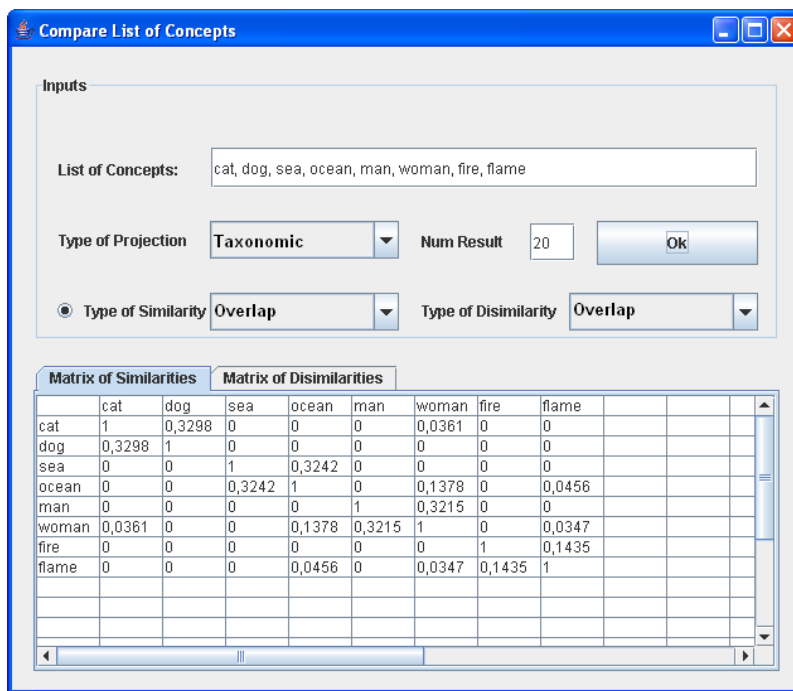 Compare List of Concepts
Inputs
List of Concepts: cat, dog, sea, ocean, man, woman, fire, flame
Type of Projection Taxonomic Num Result 20 Ok
Type of Similarity Overlap Type of Disimilarity Overlap
Matrix of Similarities Matrix of Disimilarities
cat dog sea ocean man woman fire flame
cat 1 0,3298 0 0 0 0,0361 0 0
dog 0,3298 1 0 0 0 0 0 0
sea 0 0 1 0,3242 0 0 0 0
ocean 0 0 0,3242 1 0 0,1378 0 0,0456
man 0 0 0 0 1 0,3215 0 0
woman 0,0361 0 0 0,1378 0,3215 1 0 0,0347
fire 0 0 0 0 0 0 1 0,1435
flame 0 0 0 0,0456 0 0,0347 0,1435 1